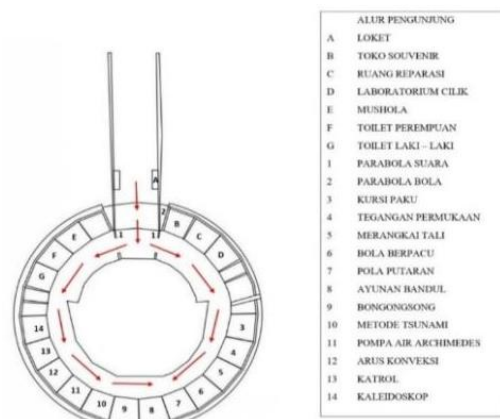 A
1 1 2
B
C
D
E
F
G
3
4
5
6
7
8
9
10
11
12
13
14
ALUR PENGUNJUNG
A LOKET
B TOKO SOUVENIR
C RUANG REPARASI
D LABORATORIUM CILIK
E MUSHOLA
F TOILET PEREMPUAN
G TOILET LAKI – LAKI
1 PARABOLA SUARA
2 PARABOLA BOLA
3 KURSI PAKU
4 TEGANGAN PERMUKAAN
5 MERANGKAI TALI
6 BOLA BERPACU
7 POLA PUTARAN
8 AYUNAN BANDUL
9 BONGONGSONG
10 METODE TSUNAMI
11 POMPA AIR ARCHIMEDES
12 ARUS KONVEKSI
13 KATROL
14 KALEIDOSKOP